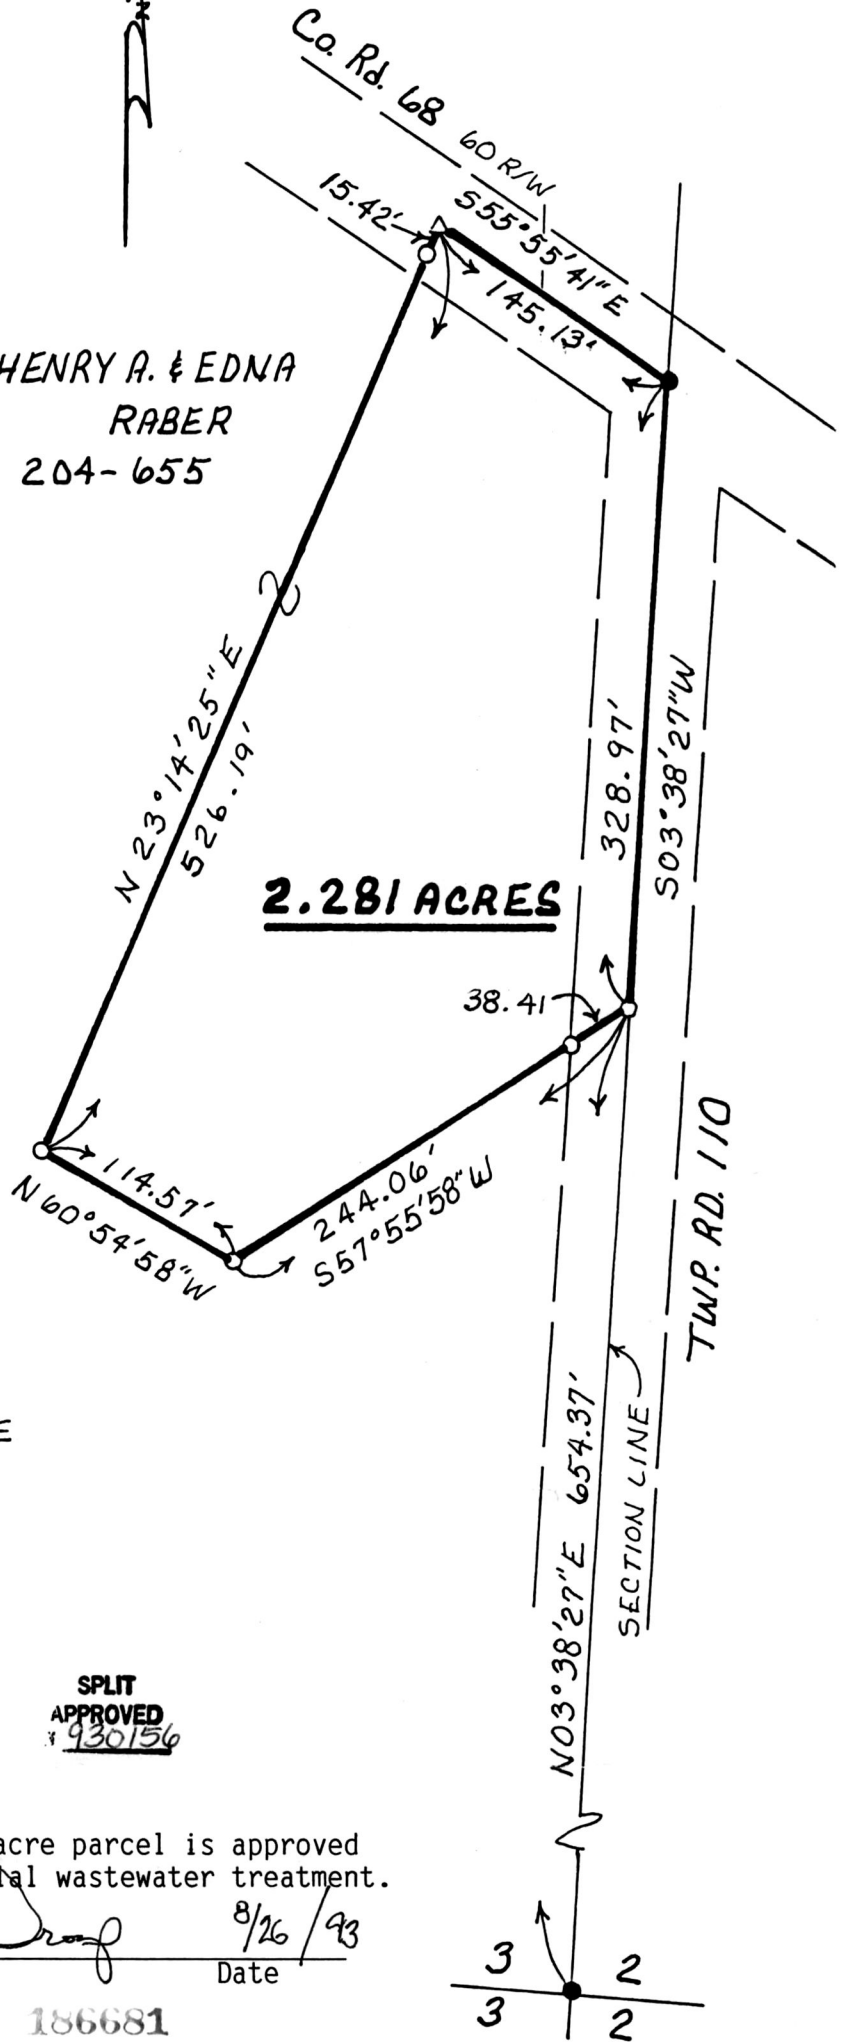 N
Co. Rd. 68
60 R/W
15.42'
S55°55'41"E
145.13'
HENRY A. & EDNA
RABER
204-655
N 23°14'25"E
526.19'
328.97'
S03°38'27"W
2.281 ACRES
38.41
114.57'
N60°54'58"W
244.06'
S57°55'58"W
TWP. RD. 110
N03°38'27"E 654.37'
SECTION LINE
E
SPLIT
APPROVED
930156
acre parcel is approved
wastewater treatment.
8/26/93
Date
186681
3 2
3 2